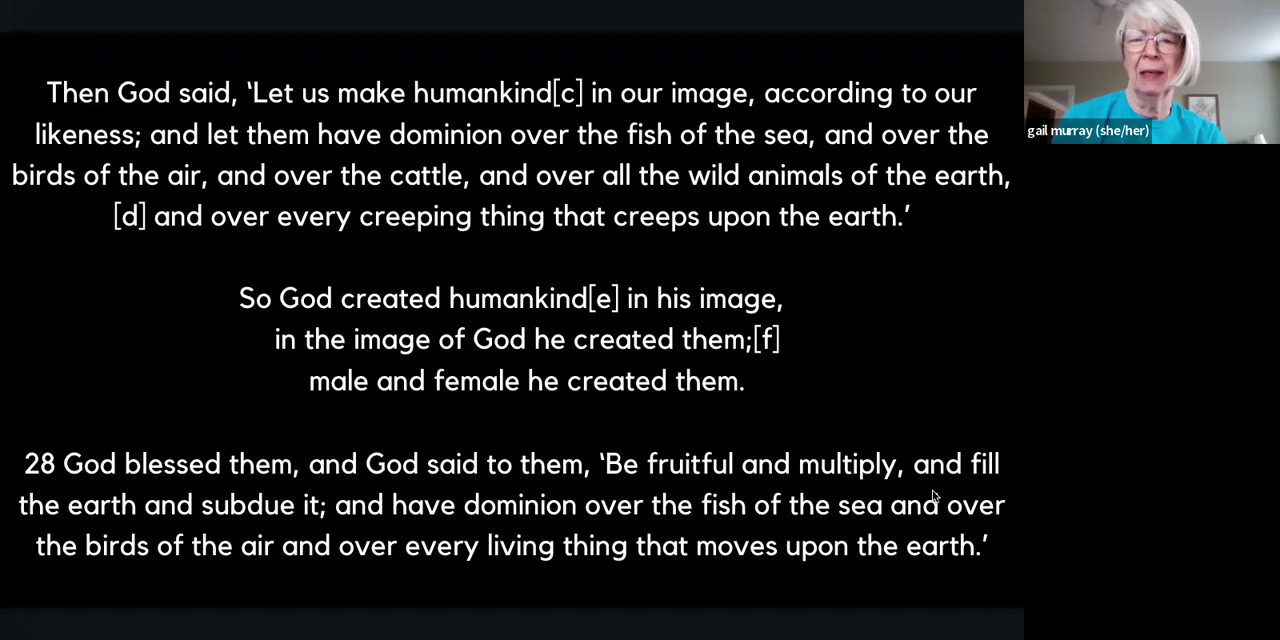 Then God said, ‘Let us make humankind[c] in our image, according to our
likeness; and let them have dominion over the fish of the sea, and over the
birds of the air, and over the cattle, and over all the wild animals of the earth,
[d] and over every creeping thing that creeps upon the earth.’
So God created humankind[e] in his image,
in the image of God he created them;[f]
male and female he created them.
28 God blessed them, and God said to them, ‘Be fruitful and multiply, and fill
the earth and subdue it; and have dominion over the fish of the sea and over
the birds of the air and over every living thing that moves upon the earth.’
gail murray (she/her)